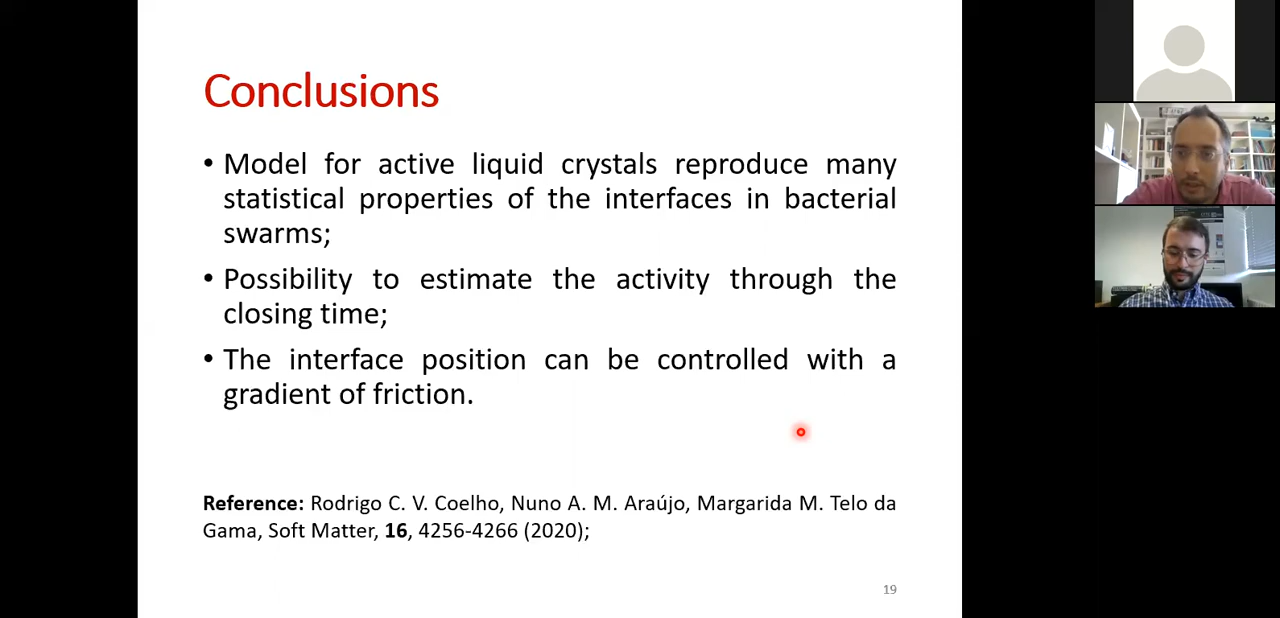 Conclusions
• Model for active liquid crystals reproduce many
statistical properties of the interfaces in bacterial
swarms;
• Possibility to estimate the activity through the
closing time;
• The interface position can be controlled with a
gradient of friction.
Reference: Rodrigo C. V. Coelho, Nuno A. M. Araújo, Margarida M. Telo da
Gama, Soft Matter, 16, 4256-4266 (2020);
19